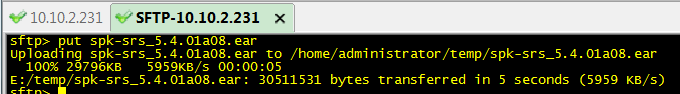 10.10.2.231 SFTP-10.10.2.231
sftp> put spk-srs_5.4.01a08.ear
Uploading spk-srs_5.4.01a08.ear to /home/administrator/temp/spk-srs_5.4.01a08.ear
100% 29796KB 5959KB/s 00:00:05
E:/temp/spk-srs_5.4.01a08.ear: 30511531 bytes transferred in 5 seconds (5959 KB/s)
sftp>